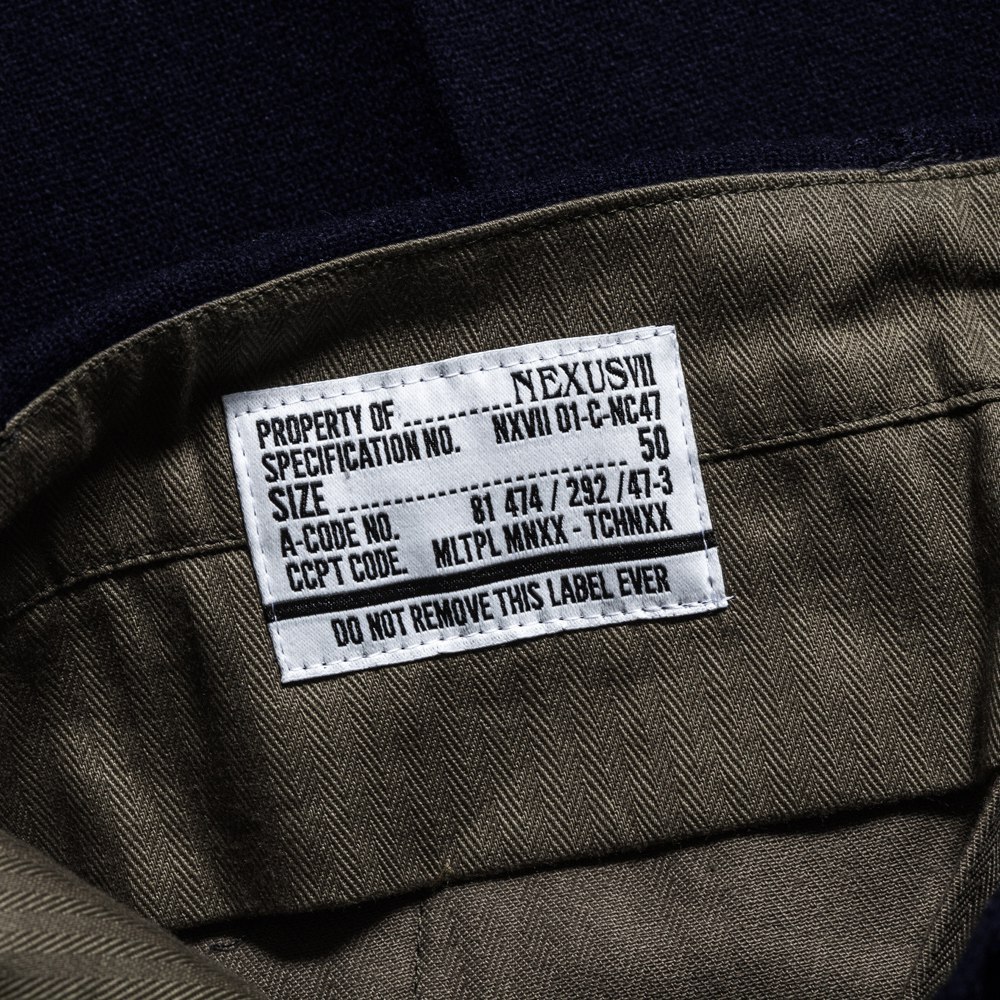 PROPERTY OF ........... NEXUSVII
SPECIFICATION NO. NXVII 01-C-NC47
SIZE ........................... 50
A-CODE NO. 81 474 / 292 /47-3
CCPT CODE. MLTPL MNXX - TCHNXX
DO NOT REMOVE THIS LABEL EVER